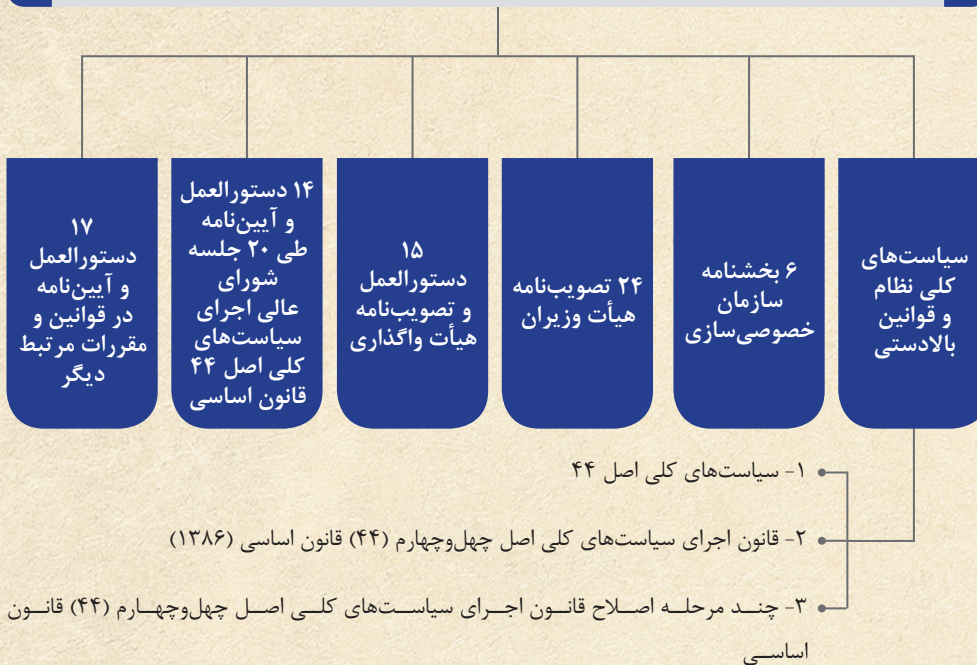 سیاست‌های
کلی نظام
و قوانین
بالادستی
۶ بخشنامه
سازمان
خصوصی‌سازی
۲۴ تصویب‌نامه
هیأت وزیران
۱۵
دستورالعمل
و تصویب‌نامه
هیأت واگذاری
۱۴ دستورالعمل
و آیین‌نامه
طی ۲۰ جلسه
شورای
عالی اجرای
سیاست‌های
کلی اصل ۴۴
قانون اساسی
۱۷
دستورالعمل
و آیین‌نامه
در قوانین و
مقررات مرتبط
دیگر
۱- سیاست‌های کلی اصل ۴۴
۲- قانون اجرای سیاست‌های کلی اصل چهل‌وچهارم (۴۴) قانون اساسی (۱۳۸۶)
۳- چند مرحله اصلاح قانون اجرای سیاست‌های کلی اصل چهل‌وچهارم (۴۴) قانون
اساسی